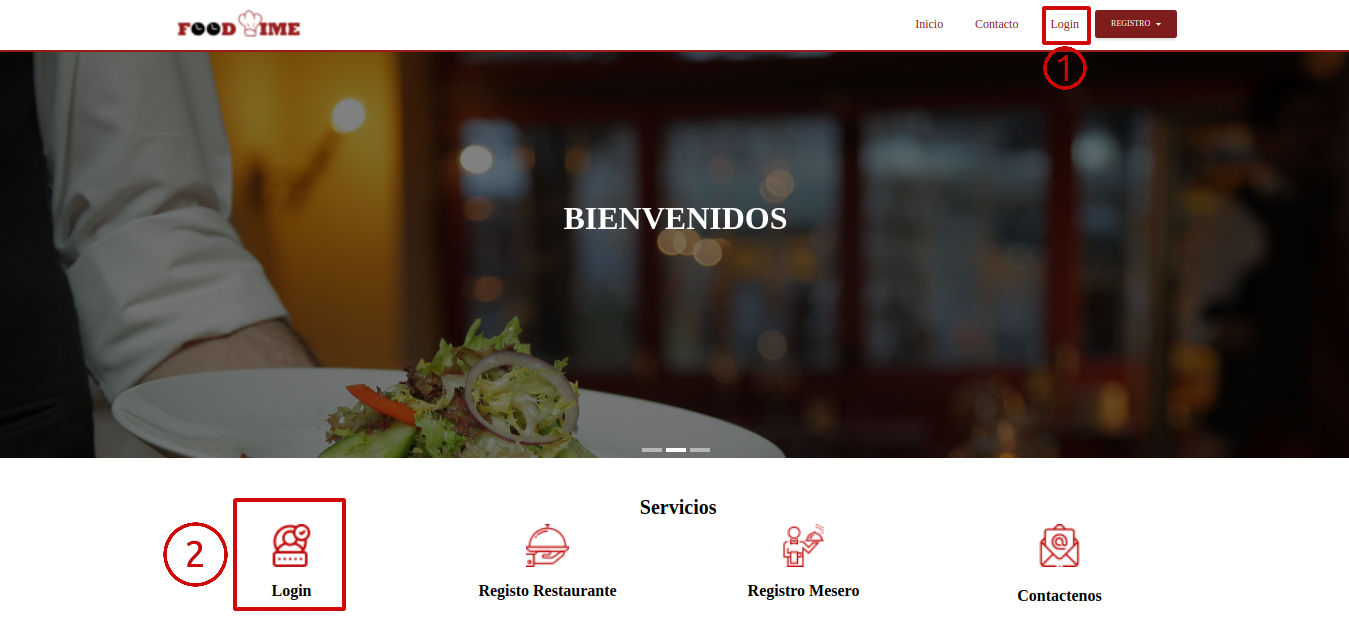 FOOD TIME
Inicio
Contacto
Login
REGISTRO
1
BIENVENIDOS
Servicios
2
Login
Registo Restaurante
Registro Mesero
Contactenos